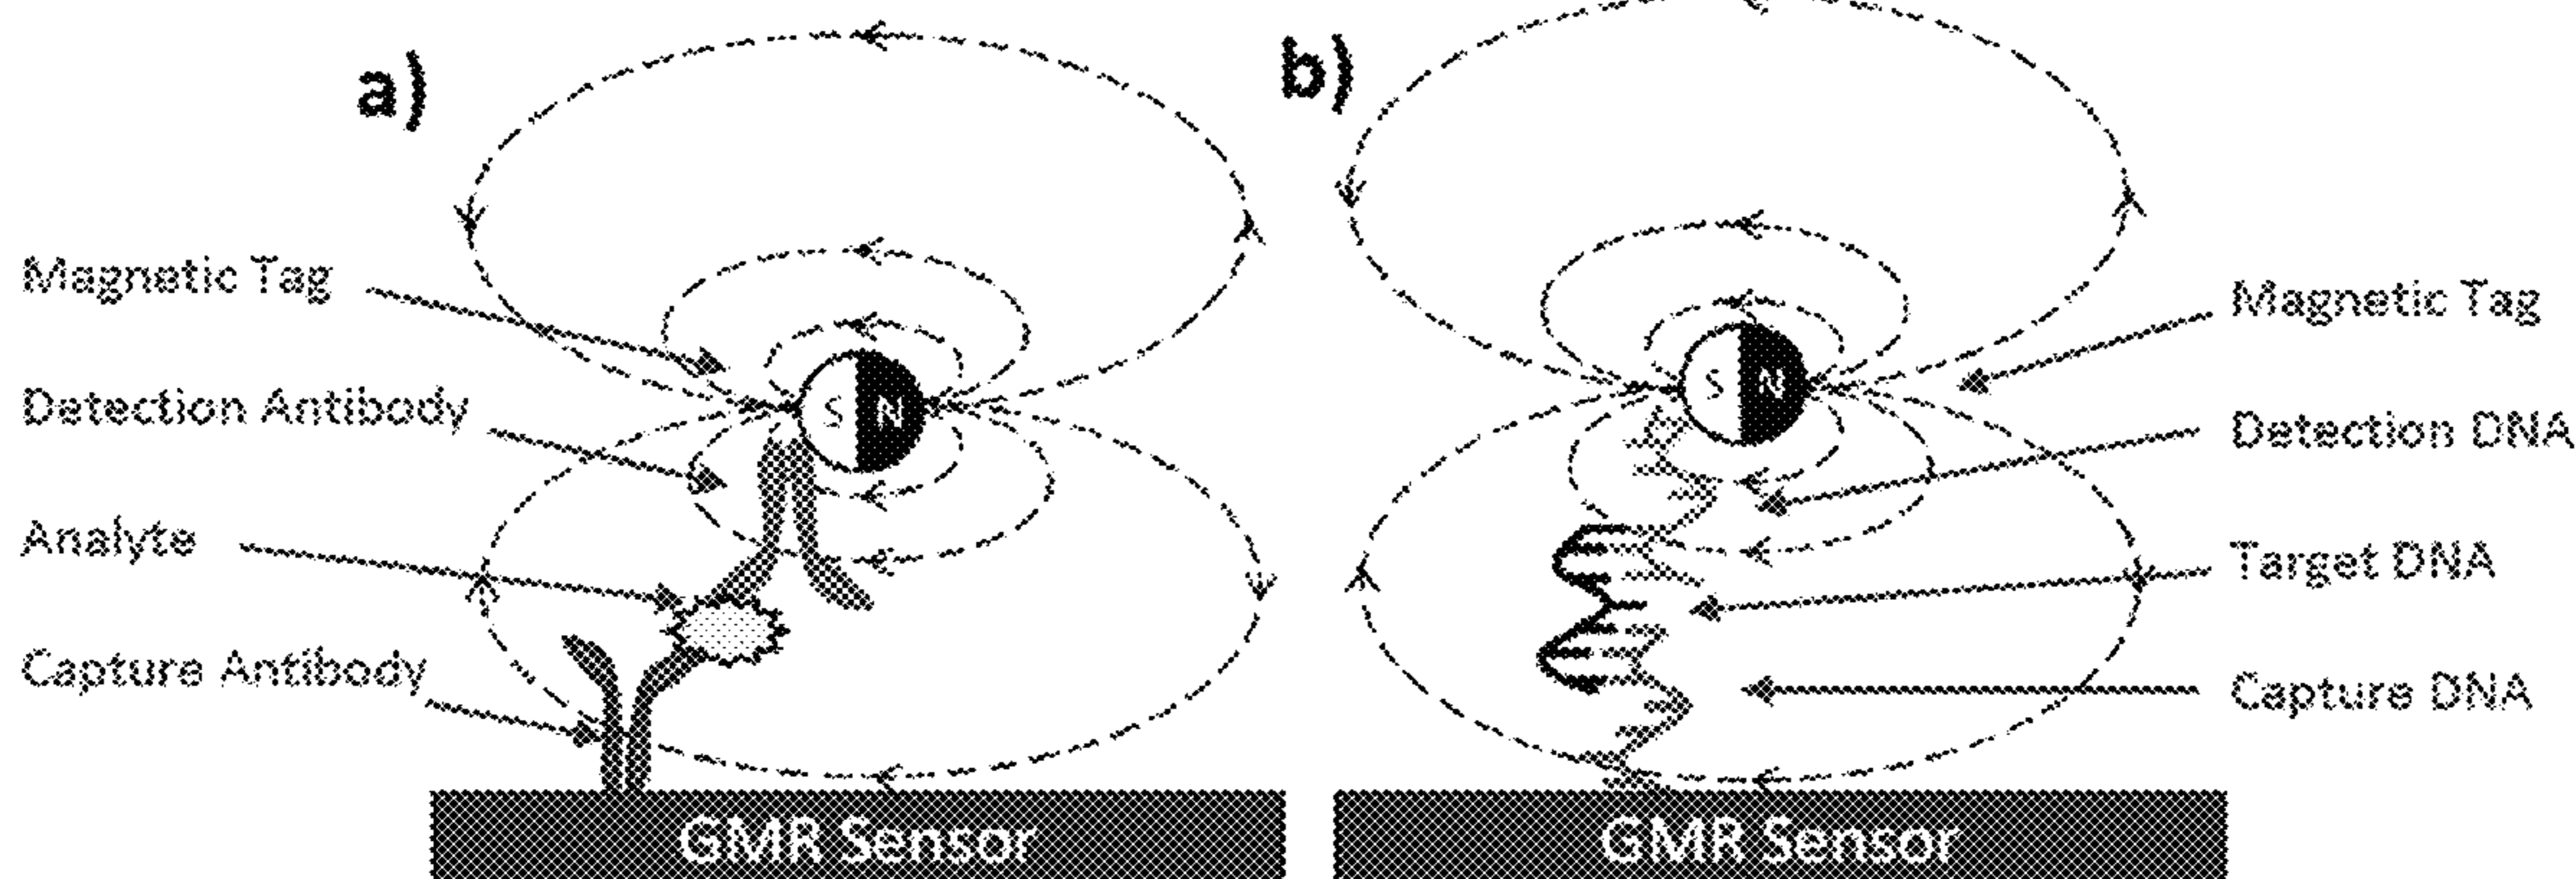 a)
Magnetic Tag
Detection Antibody
Analyte
Capture Antibody
S N
GMR Sensor
b)
Magnetic Tag
Detection DNA
Target DNA
Capture DNA
S N
GMR Sensor